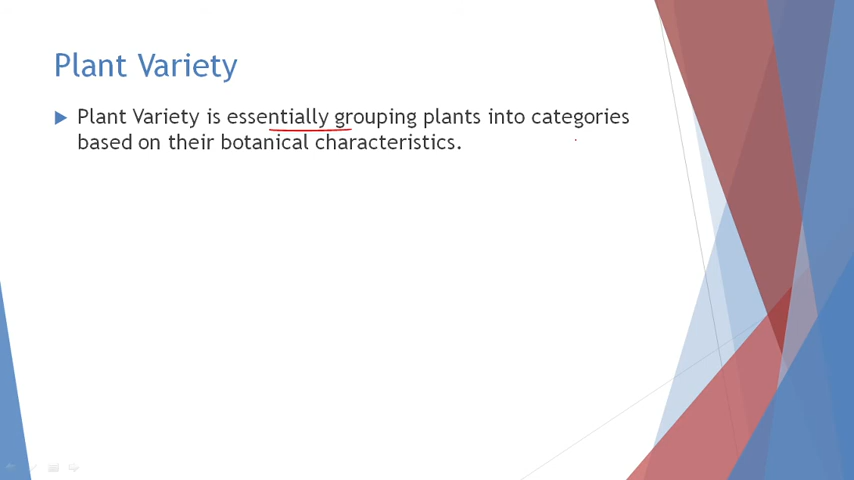 Plant Variety
Plant Variety is essentially grouping plants into categories
based on their botanical characteristics.